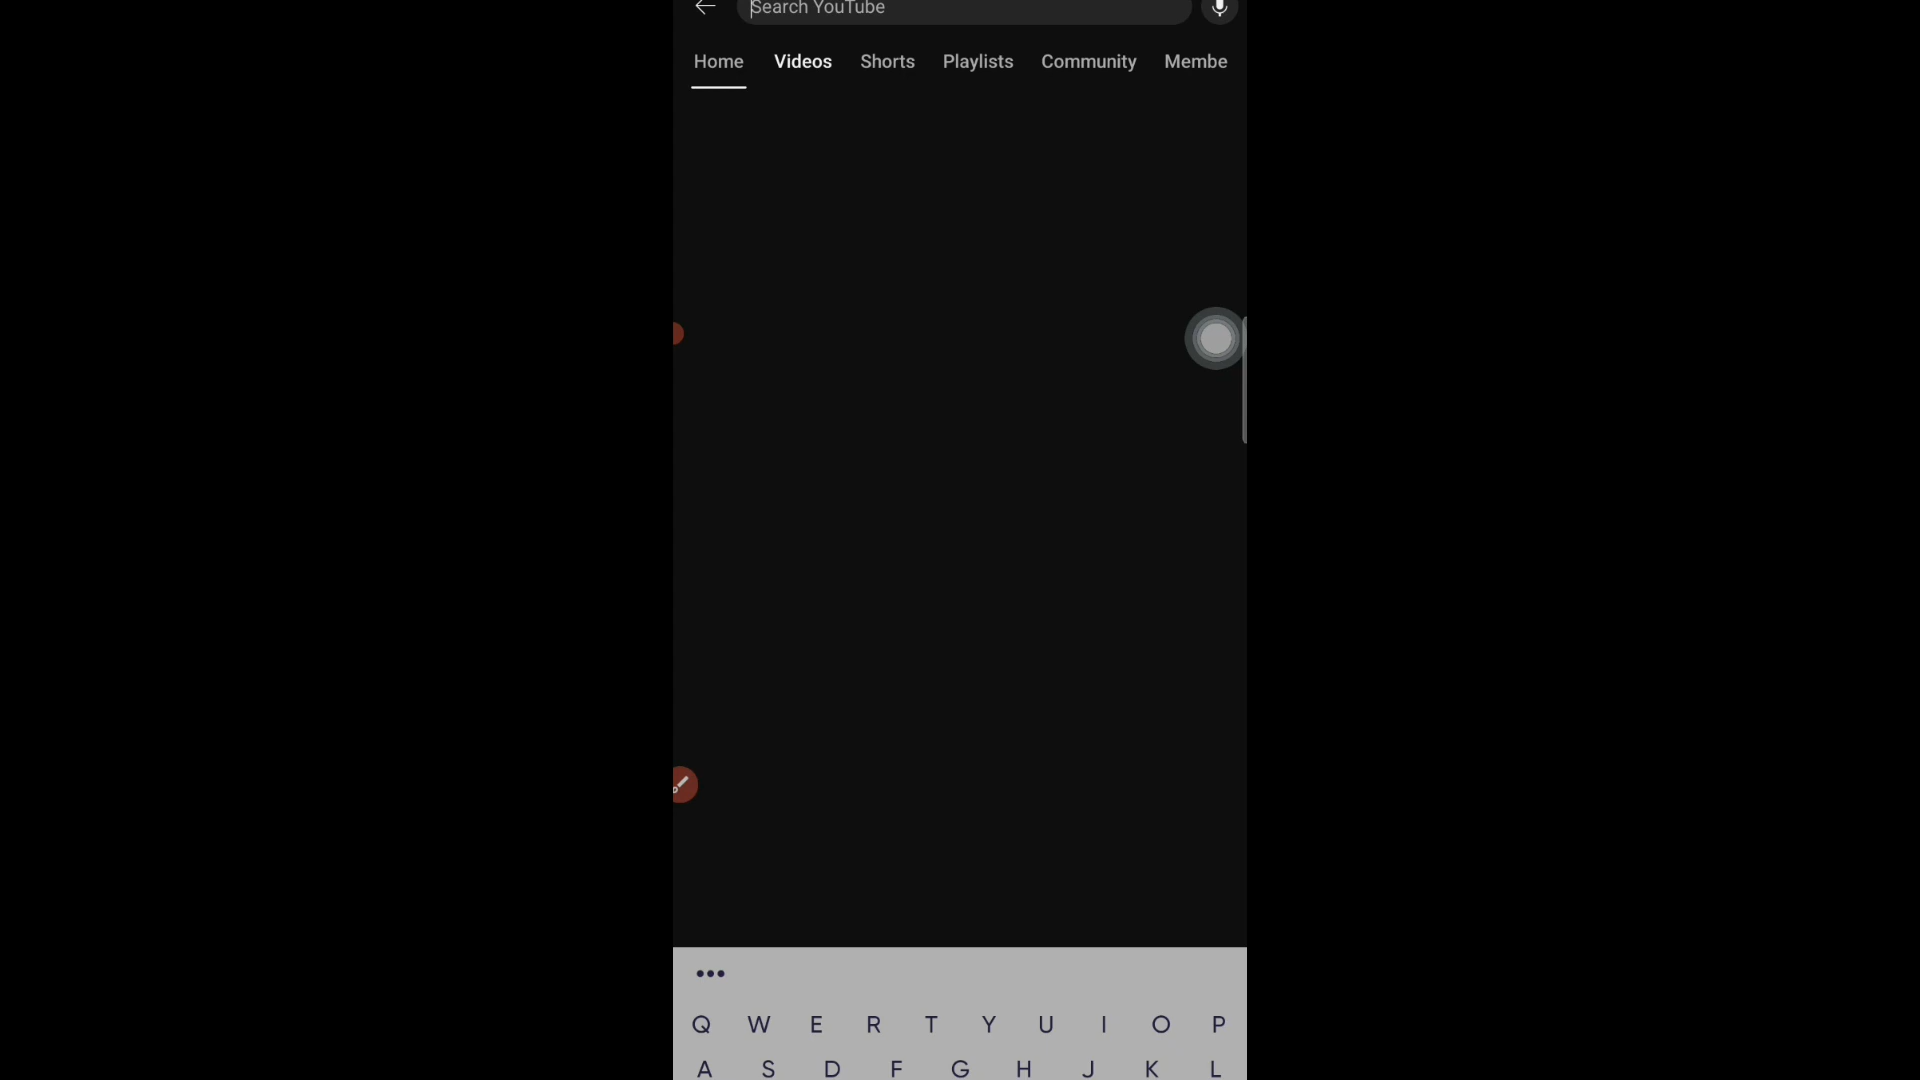 Search YouTube
Home Videos Shorts Playlists Community Membe
Q W E R T Y U I O P
A S D F G H J K L